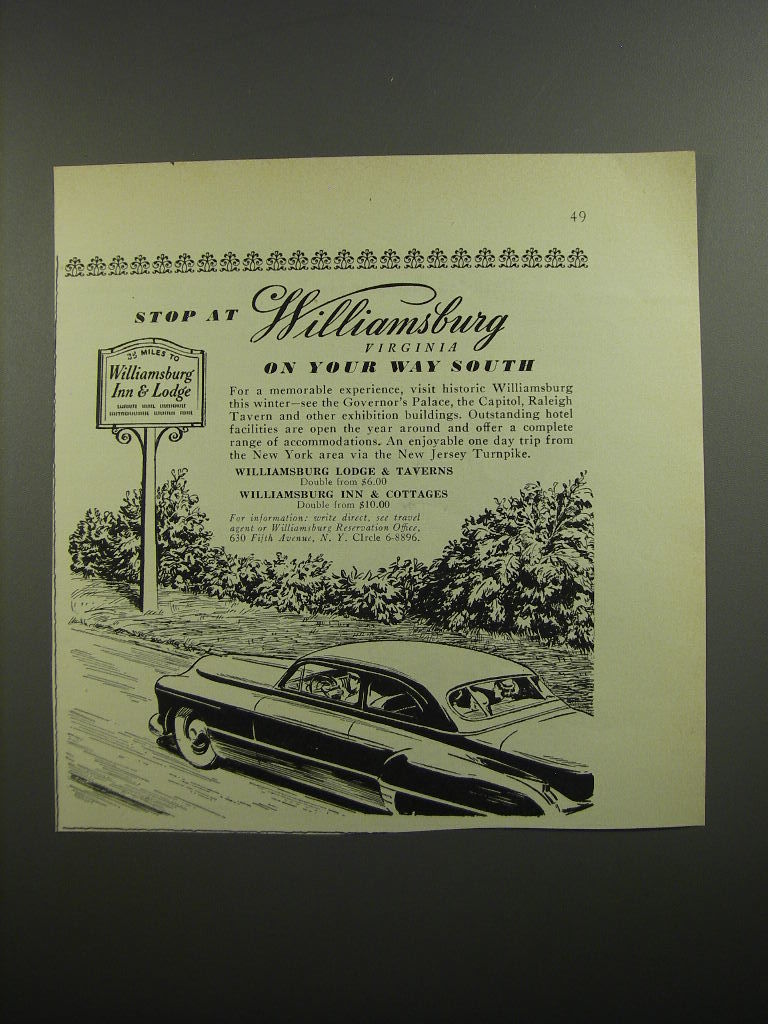 49
STOP AT Williamsburg
VIRGINIA
ON YOUR WAY SOUTH
MILES TO
Williamsburg
Inn & Lodge
For a memorable experience, visit historic Williamsburg
this winter—see the Governor's Palace, the Capitol, Raleigh
Tavern and other exhibition buildings. Outstanding hotel
facilities are open the year around and offer a complete
range of accommodations. An enjoyable one day trip from
the New York area via the New Jersey Turnpike.
WILLIAMSBURG LODGE & TAVERNS
Double from $6.00
WILLIAMSBURG INN & COTTAGES
Double from $10.00
For information: write direct, see travel
agent or Williamsburg Reservation Office,
630 Fifth Avenue, N. Y. CIrcle 6-8896.